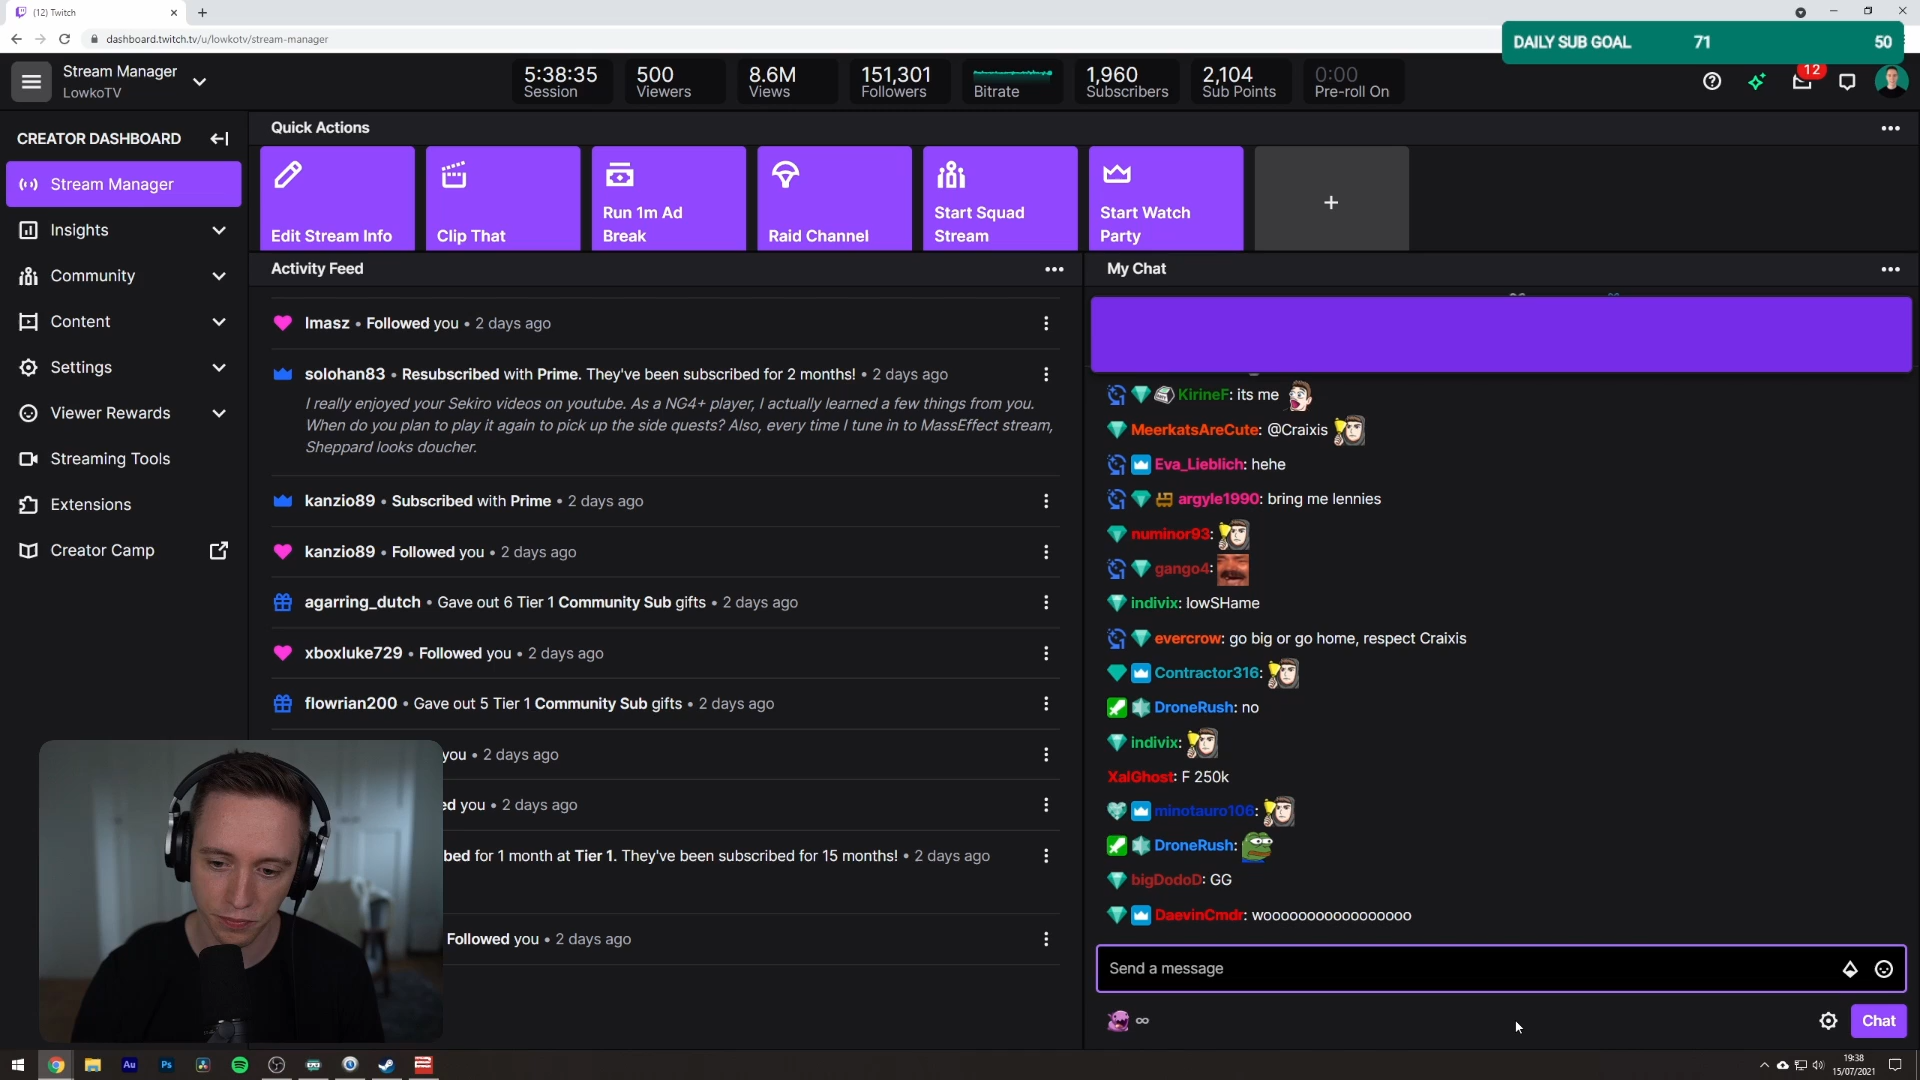 (12) Twitch
dashboard.twitch.tv/u/lowkotv/stream-manager
DAILY SUB GOAL 71 50
Stream Manager
LowkoTV
5:38:35
Session
500
Viewers
8.6M
Views
151,301
Followers
Bitrate
1,960
Subscribers
2,104
Sub Points
0:00
Pre-roll On
12
CREATOR DASHBOARD
Stream Manager
Insights
Community
Content
Settings
Viewer Rewards
Streaming Tools
Extensions
Creator Camp
Quick Actions
Edit Stream Info
Clip That
Run 1m Ad
Break
Raid Channel
Start Squad
Stream
Start Watch
Party
Activity Feed
lmasz • Followed you • 2 days ago
solohan83 • Resubscribed with Prime. They've been subscribed for 2 months! • 2 days ago
I really enjoyed your Sekiro videos on youtube. As a NG4+ player, I actually learned a few things from you.
When do you plan to play it again to pick up the side quests? Also, every time I tune in to MassEffect stream,
Sheppard looks doucher.
kanzio89 • Subscribed with Prime • 2 days ago
kanzio89 • Followed you • 2 days ago
agarring_dutch • Gave out 6 Tier 1 Community Sub gifts • 2 days ago
xboxluke729 • Followed you • 2 days ago
flowrian200 • Gave out 5 Tier 1 Community Sub gifts • 2 days ago
you • 2 days ago
ed you • 2 days ago
bed for 1 month at Tier 1. They've been subscribed for 15 months! • 2 days ago
Followed you • 2 days ago
My Chat
KirineF: its me
MeerkatsAreCute: @Craixis
Eva_Lieblich: hehe
argyle1990: bring me lennies
numinor93:
gango4:
indivix: lowSHame
evercrow: go big or go home, respect Craixis
Contractor316:
DroneRush: no
indivix:
XalGhost: F 250k
minotauro106:
DroneRush:
bigDodoD: GG
DaevinCmdr: wooooooooooooooooo
Send a message
Chat
Au
Ps
19:38
15/07/2021